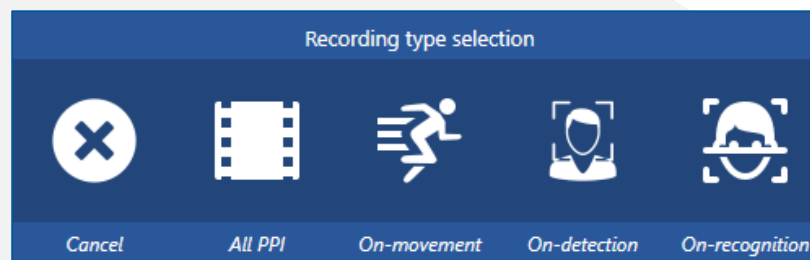 Recording type selection
Cancel All PPI On-movement On-detection On-recognition